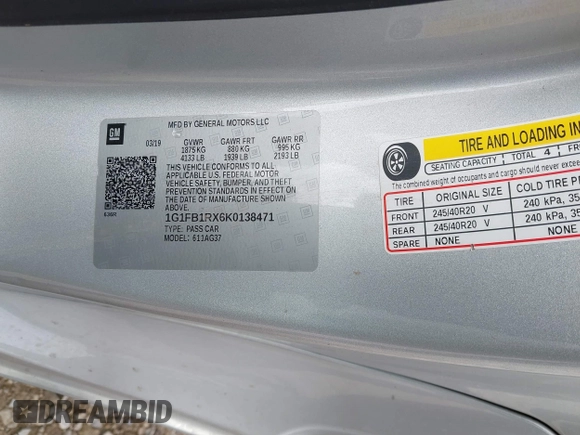 MFD BY GENERAL MOTORS LLC
GM
03/19 GVWR GAWR FRT GAWR RR
1875 KG 880 KG 995 KG
4133 LB 1939 LB 2193 LB
THIS VEHICLE CONFORMS TO ALL
APPLICABLE U.S. FEDERAL MOTOR
VEHICLE SAFETY, BUMPER, AND THEFT
PREVENTION STANDARDS IN EFFECT ON
THE DATE OF MANUFACTURE SHOWN
ABOVE.
1G1FB1RX6K0138471
TYPE: PASS CAR
MODEL: 611AG37
TIRE AND LOADING IN
SEATING CAPACITY TOTAL 4 FR
The combined weight of occupants and cargo should never excee
TIRE ORIGINAL SIZE COLD TIRE P
FRONT 245/40R20 V 240 kPa, 35
REAR 245/40R20 V 240 kPa, 35
SPARE NONE NONE
DREAMBID